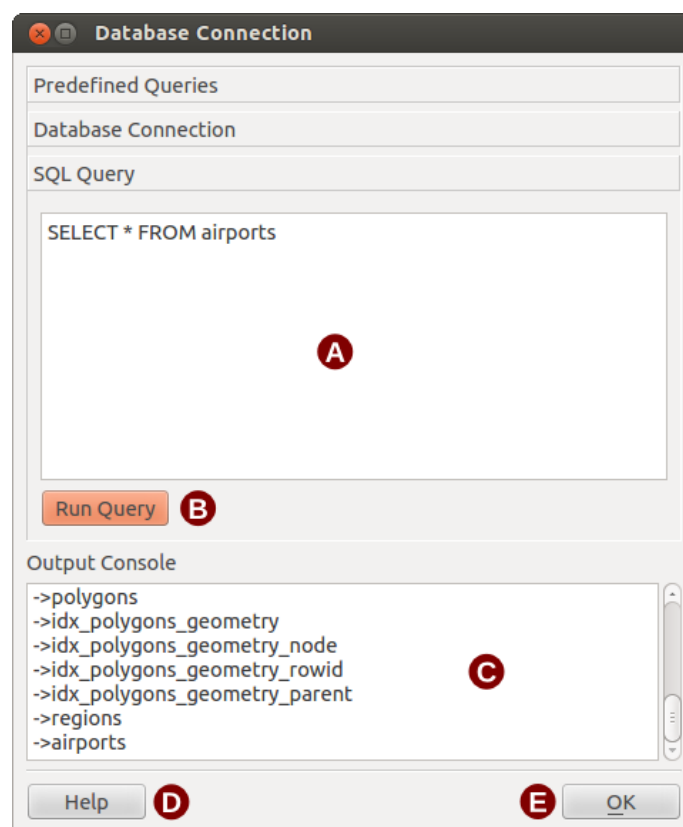 Database Connection
Predefined Queries
Database Connection
SQL Query
SELECT * FROM airports
A
Run Query B
Output Console
->polygons
->idx_polygons_geometry
->idx_polygons_geometry_node
->idx_polygons_geometry_rowid
->idx_polygons_geometry_parent
C
->regions
->airports
Help D E OK